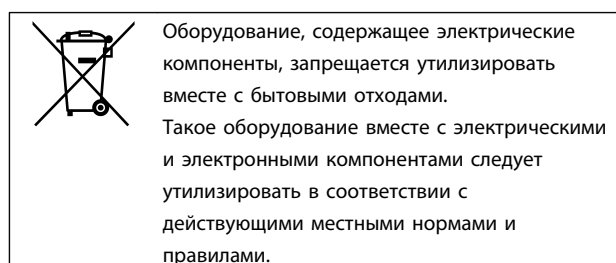 Оборудование, содержащее электрические
компоненты, запрещается утилизировать
вместе с бытовыми отходами.
Такое оборудование вместе с электрическими
и электронными компонентами следует
утилизировать в соответствии с
действующими местными нормами и
правилами.